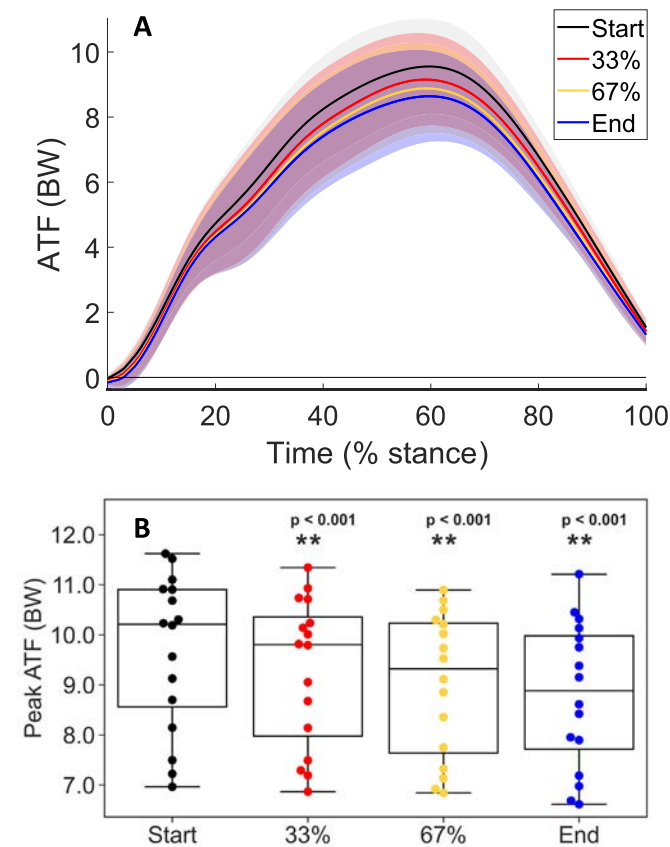 A
Start
33%
67%
End
ATF (BW)
10
8
6
4
2
0
0 20 40 60 80 100
Time (% stance)
B
p < 0.001 p < 0.001 p < 0.001
** ** **
Peak ATF (BW)
12.0
11.0
10.0
9.0
8.0
7.0
Start 33% 67% End